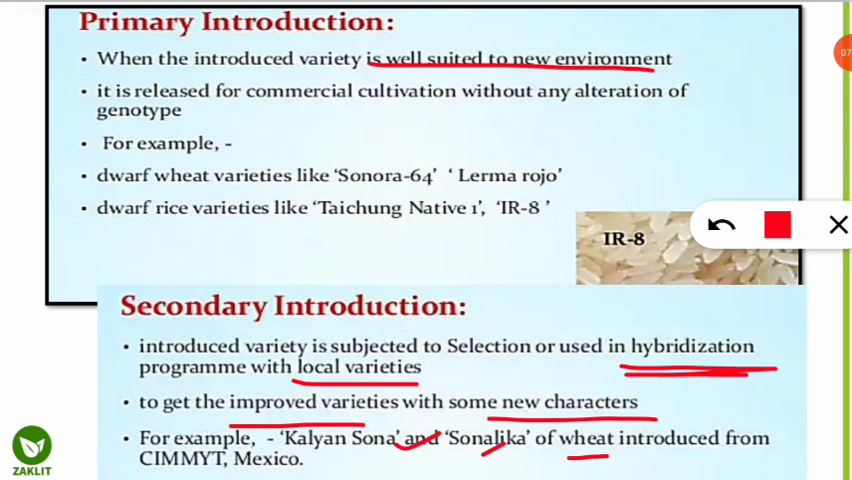 Primary Introduction:
• When the introduced variety is well suited to new environment
• it is released for commercial cultivation without any alteration of
genotype
• For example, -
• dwarf wheat varieties like ‘Sonora-64’ ‘ Lerma rojo’
• dwarf rice varieties like ‘Taichung Native 1’, ‘IR-8 ’
IR-8
Secondary Introduction:
• introduced variety is subjected to Selection or used in hybridization
programme with local varieties
• to get the improved varieties with some new characters
• For example, - ‘Kalyan Sona’ and ‘Sonalika’ of wheat introduced from
CIMMYT, Mexico.
ZAKLIT
07